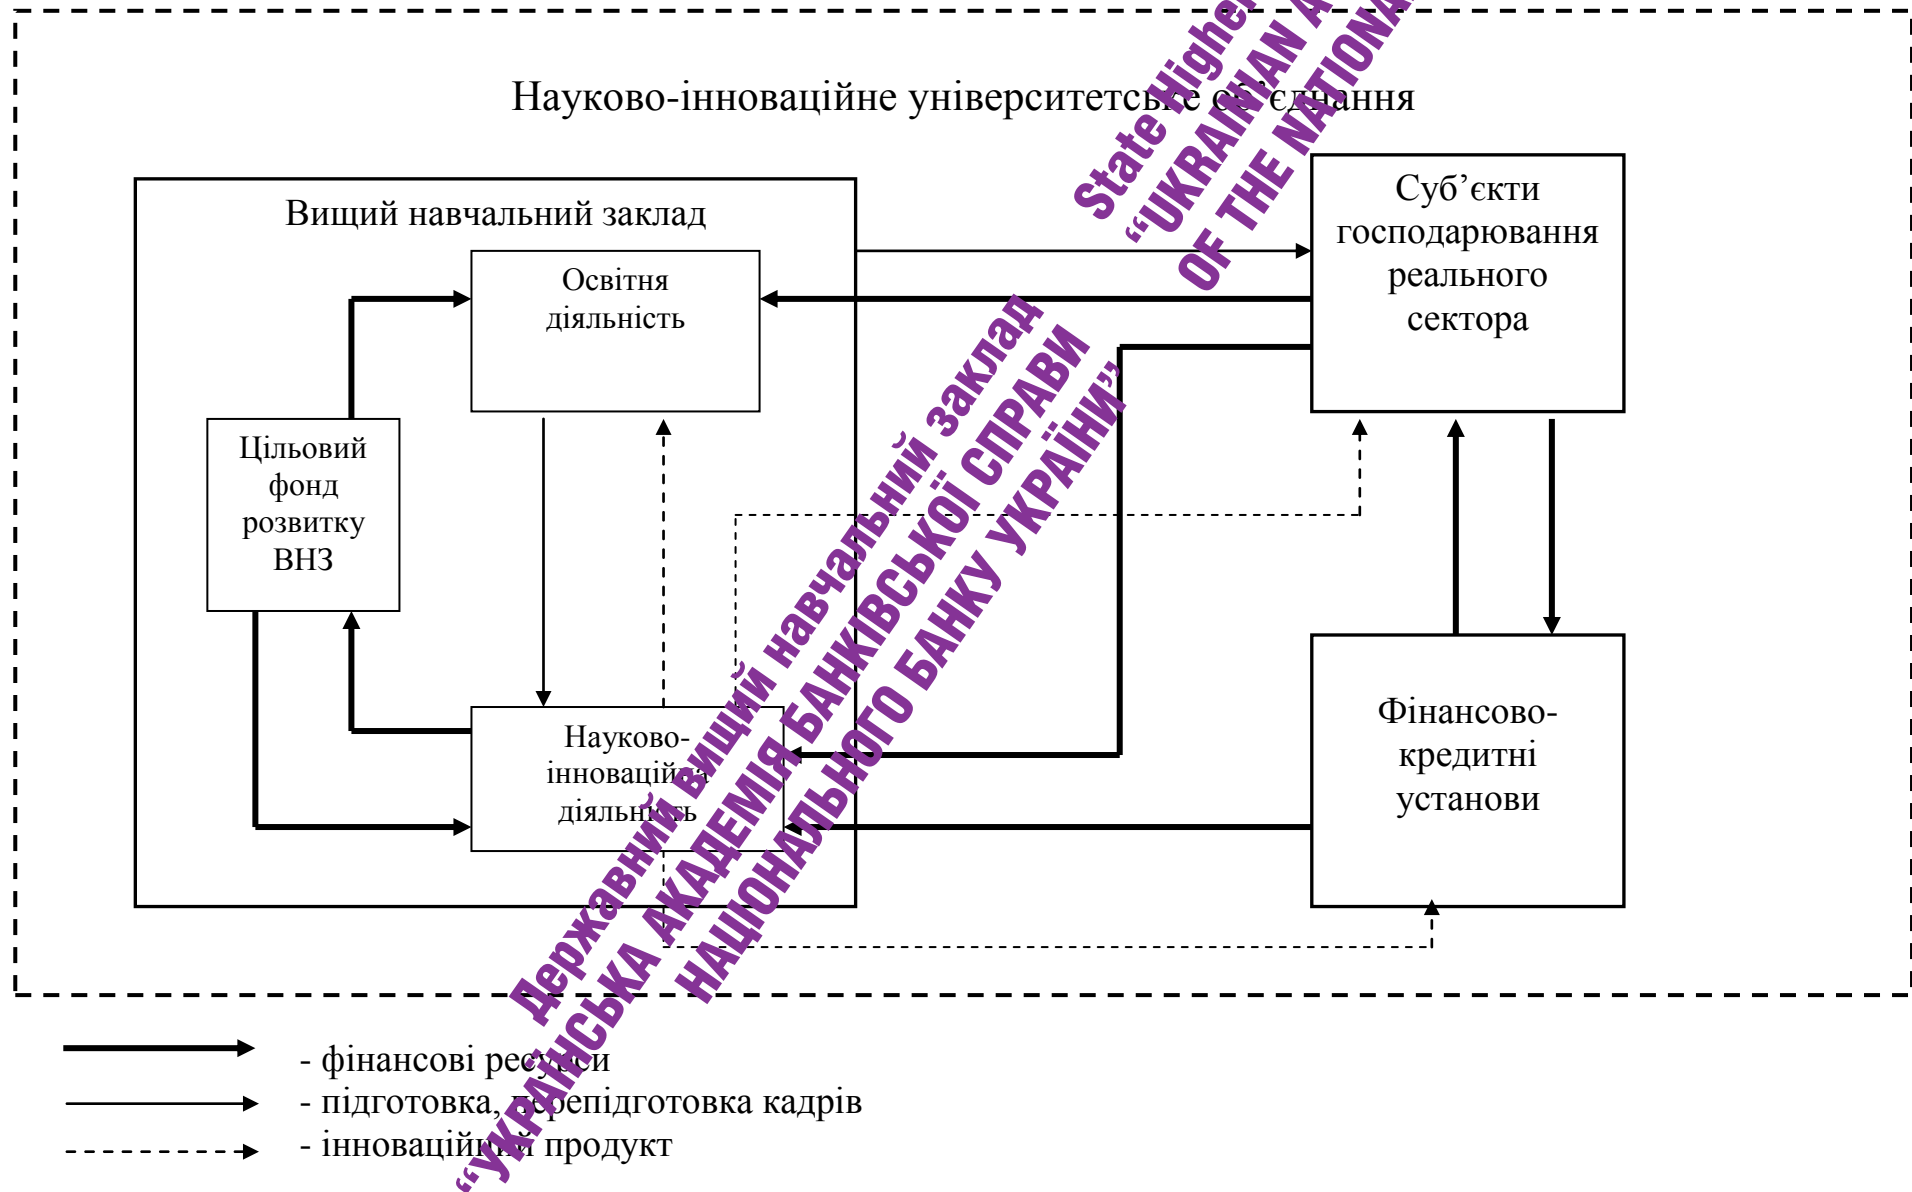 Науково-інноваційне університетське об’єднання
Вищий навчальний заклад
Суб’єкти
господарювання
реального
сектора
Освітня
діяльність
Цільовий
фонд
розвитку
ВНЗ
Науково-
інноваційна
діяльність
Фінансово-
кредитні
установи
- фінансові ресурси
- підготовка, перепідготовка кадрів
- інноваційний продукт
State Higher
“UKRAINIAN
OF THE
Державний вищий навчальний заклад
“УКРАЇНСЬКА АКАДЕМІЯ БАНКІВСЬКОЇ СПРАВИ
НАЦІОНАЛЬНОГО БАНКУ УКРАЇНИ”